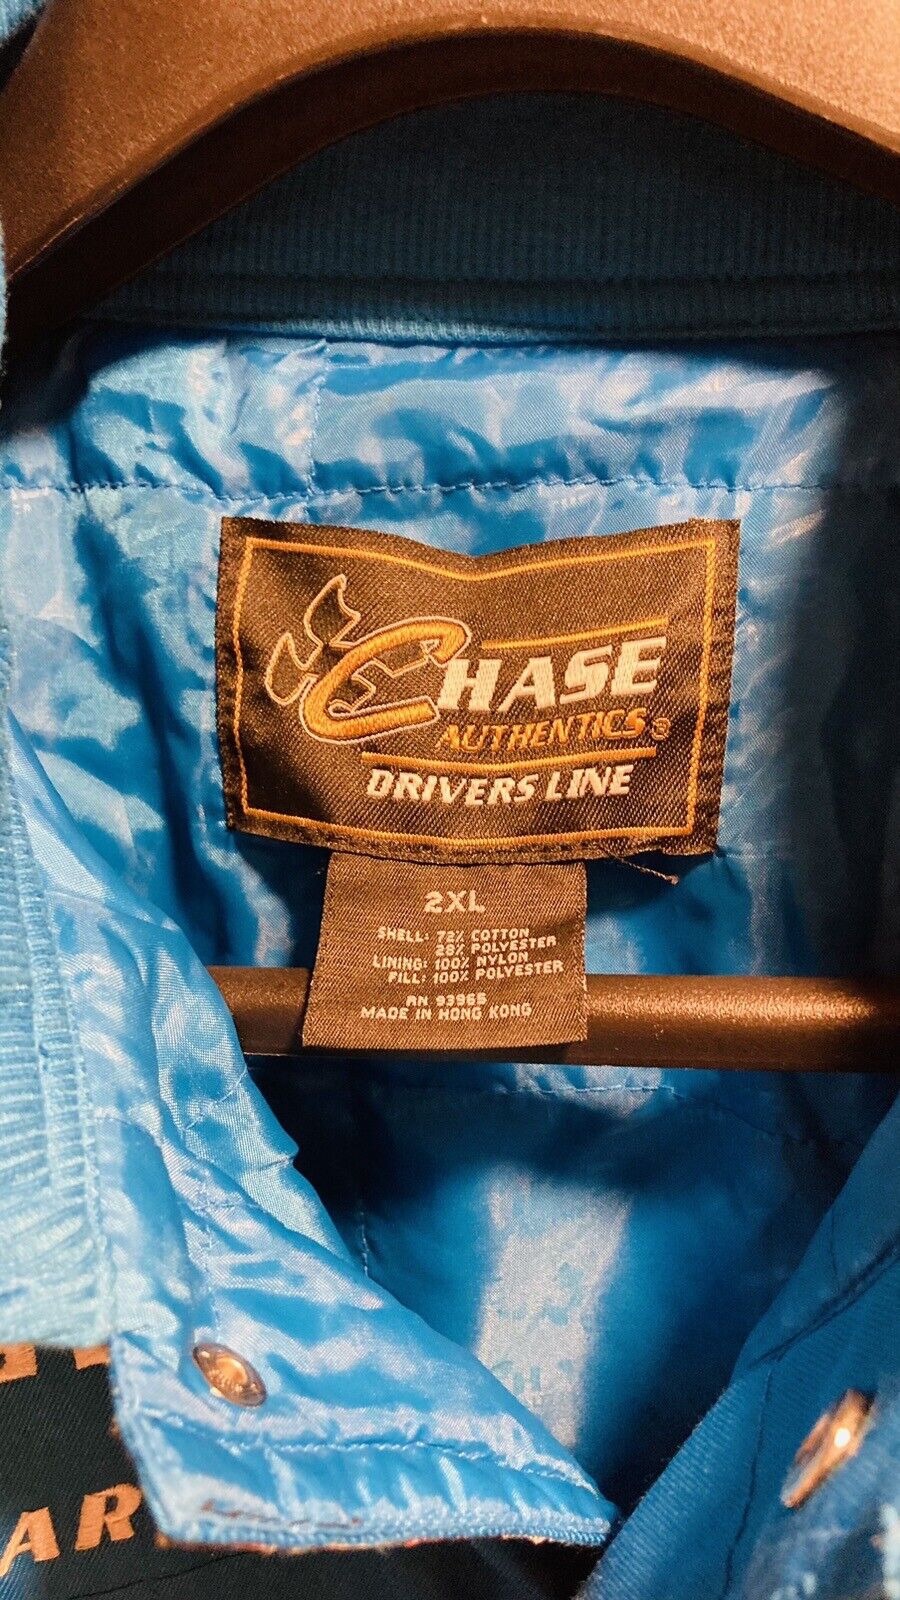 CHASE
AUTHENTICS®
DRIVERS LINE
2XL
SHELL: 72% COTTON
28% POLYESTER
LINING: 100% NYLON
FILL: 100% POLYESTER
RN 93965
MADE IN HONG KONG
AR